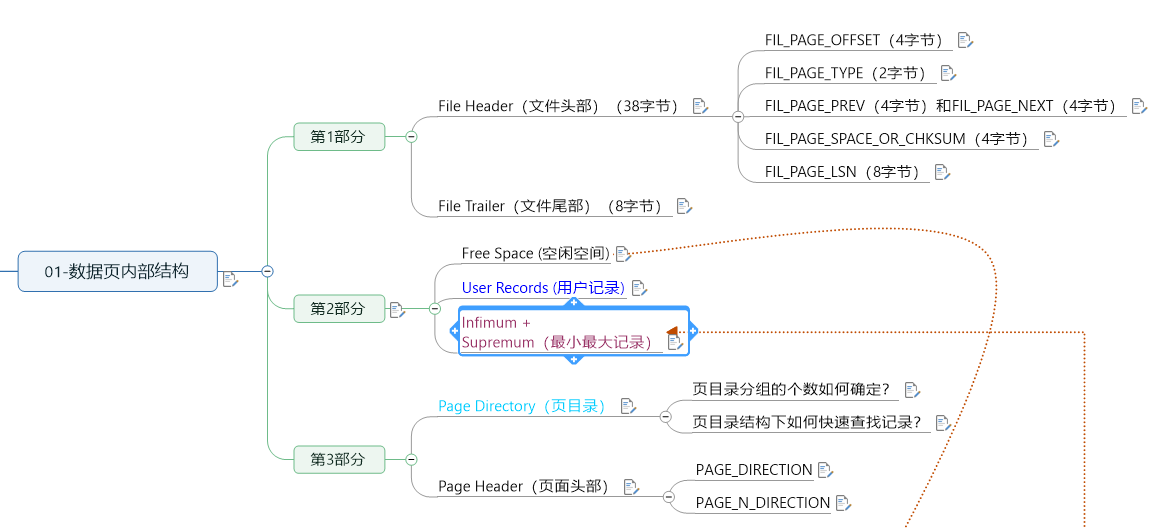 01-数据页内部结构
第1部分
File Header（文件头部）（38字节）
FIL_PAGE_OFFSET（4字节）
FIL_PAGE_TYPE（2字节）
FIL_PAGE_PREV（4字节）和FIL_PAGE_NEXT（4字节）
FIL_PAGE_SPACE_OR_CHKSUM（4字节）
FIL_PAGE_LSN（8字节）
File Trailer（文件尾部）（8字节）
第2部分
Free Space (空闲空间)
User Records (用户记录)
Infimum +
Supremum（最小最大记录）
第3部分
Page Directory（页目录）
页目录分组的个数如何确定？
页目录结构下如何快速查找记录？
Page Header（页面头部）
PAGE_DIRECTION
PAGE_N_DIRECTION